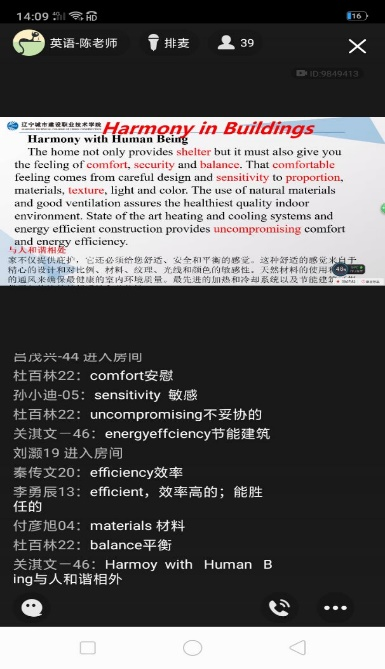 14:09
HD
16
英语-陈老师
排麦
39
ID:9849413
辽宁城市建设职业技术学院
Harmony in Buildings
Harmony with Human Being
The home not only provides shelter but it must also give you
the feeling of comfort, security and balance. That comfortable
feeling comes from careful design and sensitivity to proportion,
materials, texture, light and color. The use of natural materials
and good ventilation assures the healthiest quality indoor
environment. State of the art heating and cooling systems and
energy efficient construction provides uncompromising comfort
and energy efficiency.
与人和谐相处
家不仅提供庇护，它还必须给您舒适、安全和平衡的感觉。这种舒适的感觉来自于
精心的设计和对比例、材料、纹理、光线和颜色的敏感性。天然材料的使用和
的通风来确保最健康的室内环境质量。最先进的加热和冷却系统以及节能建筑
吕茂兴-44 进入房间
杜百林22：comfort安慰
孙小迪-05：sensitivity 敏感
杜百林22：uncompromising不妥协的
关淇文－46：energyeffciency节能建筑
刘灏19 进入房间
秦传文20：efficiency效率
李勇辰13：efficient，效率高的；能胜
任的
付彦旭04：materials 材料
杜百林22：balance平衡
关淇文－46：Harmoy with Human B
ing与人和谐相外